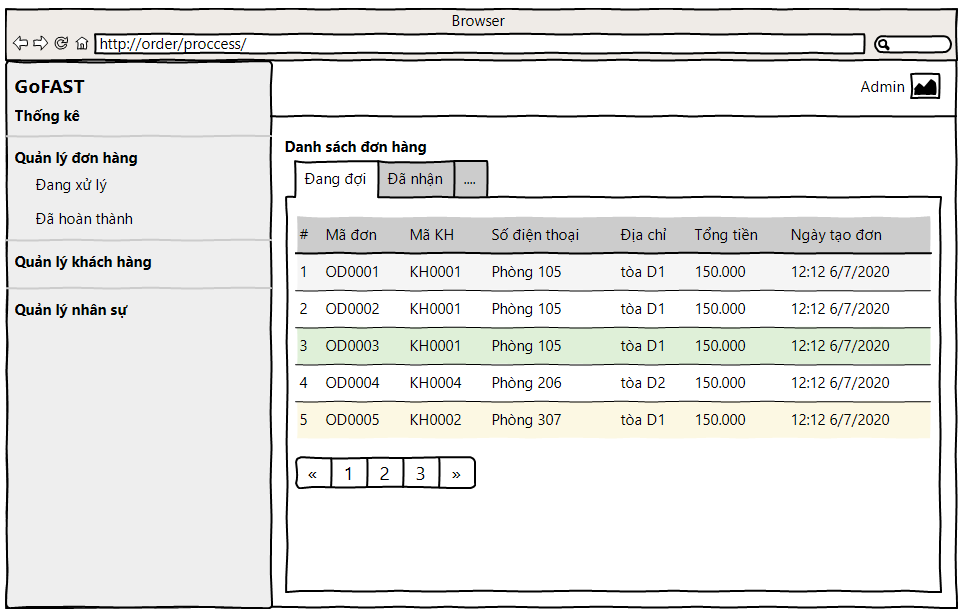 Browser
http://order/proccess/
GoFAST
Admin
Thống kê
Quản lý đơn hàng
Đang xử lý
Đã hoàn thành
Quản lý khách hàng
Quản lý nhân sự
Danh sách đơn hàng
Đang đợi Đã nhận ....
# Mã đơn Mã KH Số điện thoại Địa chỉ Tổng tiền Ngày tạo đơn
1 OD0001 KH0001 Phòng 105 tòa D1 150.000 12:12 6/7/2020
2 OD0002 KH0001 Phòng 105 tòa D1 150.000 12:12 6/7/2020
3 OD0003 KH0001 Phòng 105 tòa D1 150.000 12:12 6/7/2020
4 OD0004 KH0004 Phòng 206 tòa D2 150.000 12:12 6/7/2020
5 OD0005 KH0002 Phòng 307 tòa D1 150.000 12:12 6/7/2020
« 1 2 3 »